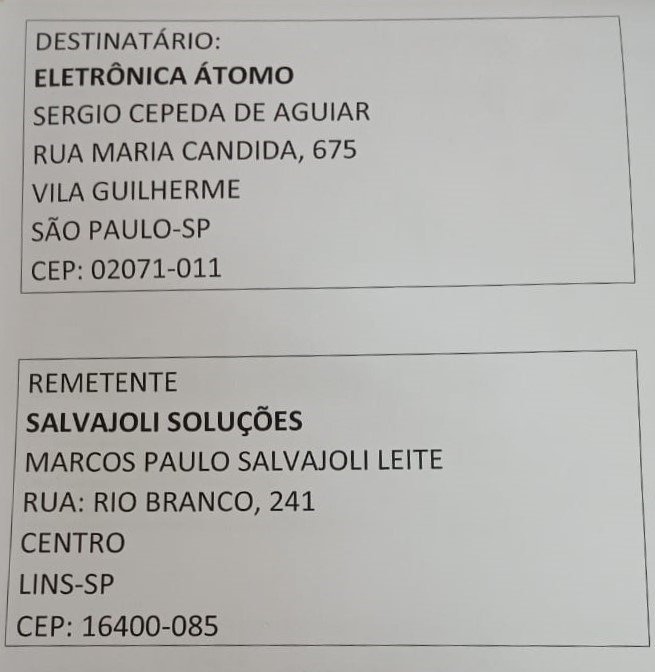 DESTINATÁRIO:
ELETRÔNICA ÁTOMO
SERGIO CEPEDA DE AGUIAR
RUA MARIA CANDIDA, 675
VILA GUILHERME
SÃO PAULO-SP
CEP: 02071-011
REMETENTE
SALVAJOLI SOLUÇÕES
MARCOS PAULO SALVAJOLI LEITE
RUA: RIO BRANCO, 241
CENTRO
LINS-SP
CEP: 16400-085